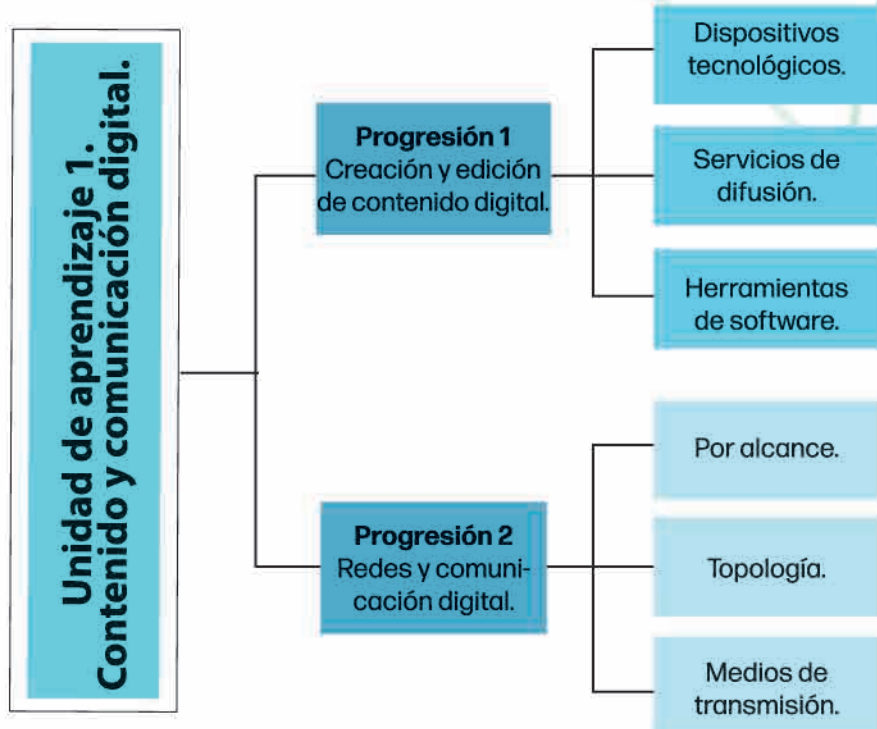 Unidad de aprendizaje 1.
Contenido y comunicación digital.
Progresión 1
Creación y edición
de contenido digital.
Dispositivos
tecnológicos.
Servicios de
difusión.
Herramientas
de software.
Progresión 2
Redes y comuni-
cación digital.
Por alcance.
Topología.
Medios de
transmisión.